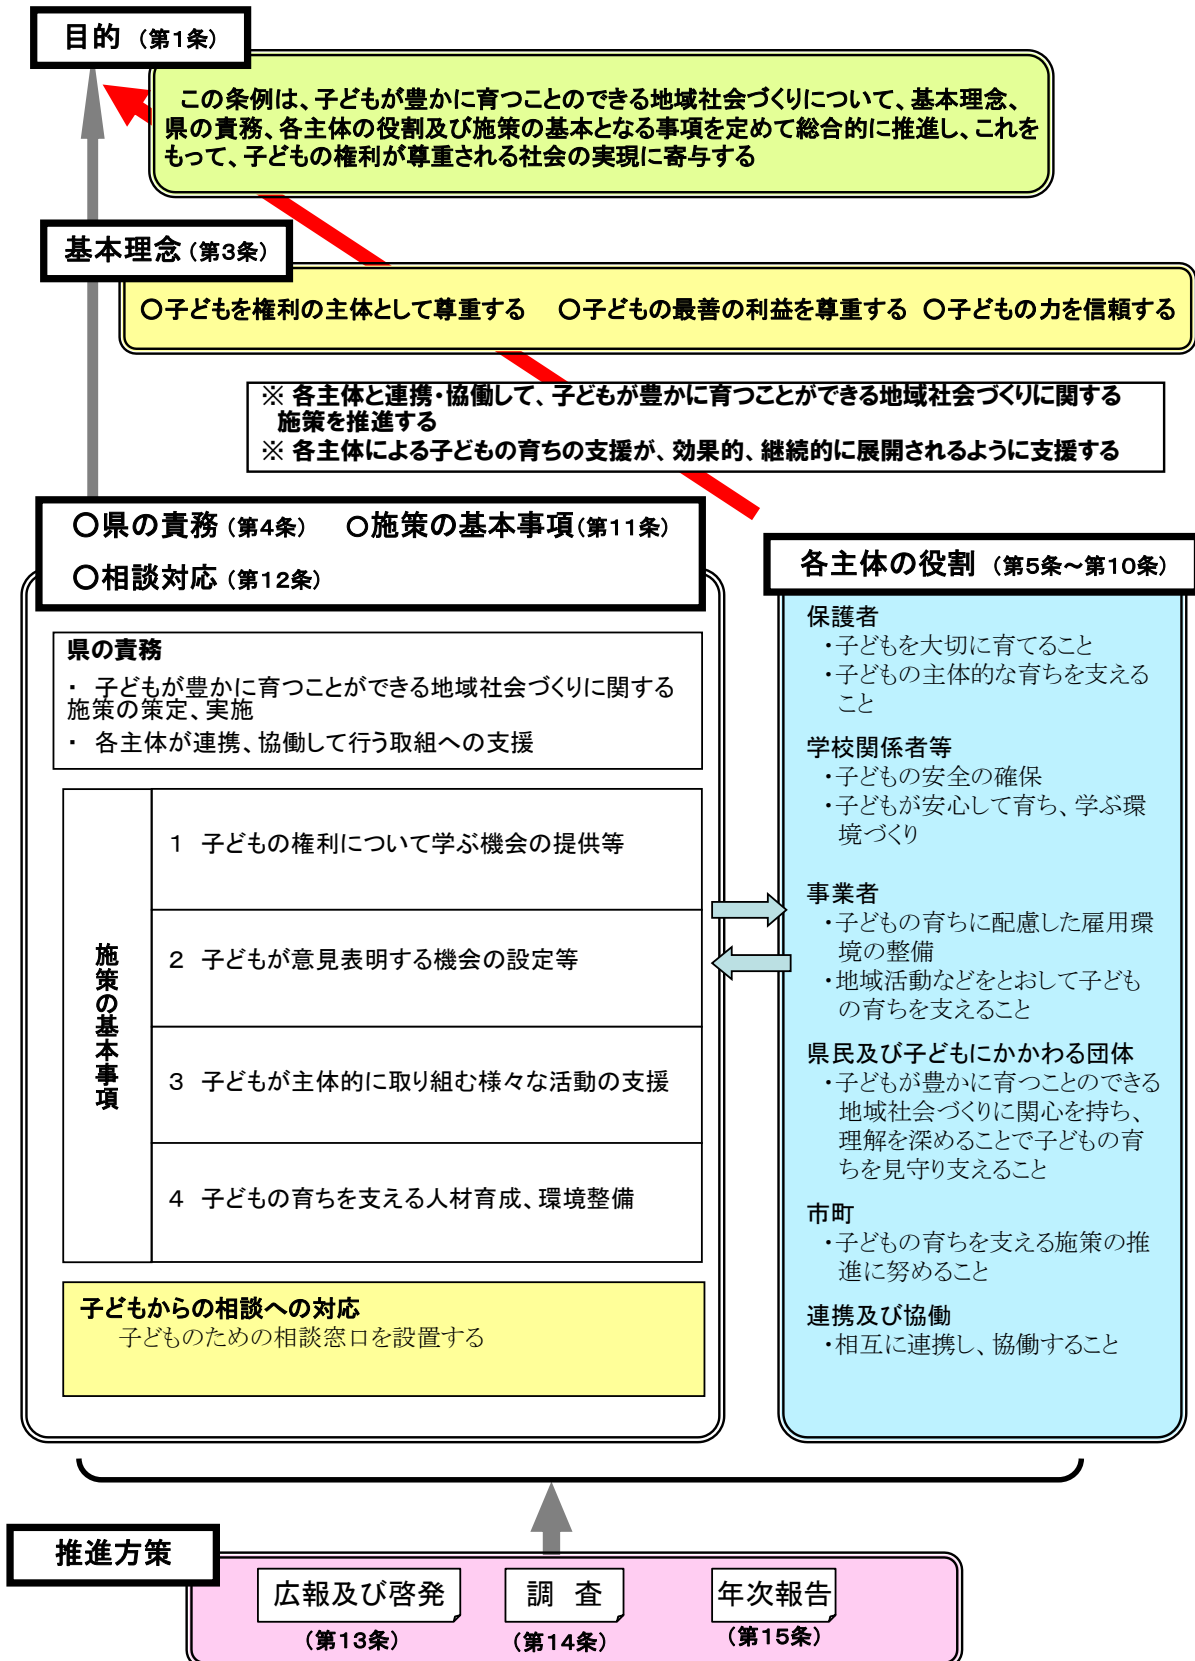 目的（第1条）
この条例は、子どもが豊かに育つことのできる地域社会づくりについて、基本理念、
県の責務、各主体の役割及び施策の基本となる事項を定めて総合的に推進し、これを
もって、子どもの権利が尊重される社会の実現に寄与する
基本理念（第3条）
○子どもを権利の主体として尊重する　○子どもの最善の利益を尊重する ○子どもの力を信頼する
※ 各主体と連携・協働して、子どもが豊かに育つことができる地域社会づくりに関する
施策を推進する
※ 各主体による子どもの育ちの支援が、効果的、継続的に展開されるように支援する
○県の責務（第4条）　○施策の基本事項（第11条）
○相談対応（第12条）
県の責務
・ 子どもが豊かに育つことができる地域社会づくりに関する
施策の策定、実施
・ 各主体が連携、協働して行う取組への支援
施策の基本事項
1 子どもの権利について学ぶ機会の提供等
2 子どもが意見表明する機会の設定等
3 子どもが主体的に取り組む様々な活動の支援
4 子どもの育ちを支える人材育成、環境整備
子どもからの相談への対応
子どものための相談窓口を設置する
各主体の役割（第5条～第10条）
保護者
・子どもを大切に育てること
・子どもの主体的な育ちを支える
こと
学校関係者等
・子どもの安全の確保
・子どもが安心して育ち、学ぶ環
境づくり
事業者
・子どもの育ちに配慮した雇用環
境の整備
・地域活動などをとおして子ども
の育ちを支えること
県民及び子どもにかかわる団体
・子どもが豊かに育つことのできる
地域社会づくりに関心を持ち、
理解を深めることで子どもの育
ちを見守り支えること
市町
・子どもの育ちを支える施策の推
進に努めること
連携及び協働
・相互に連携し、協働すること
推進方策
広報及び啓発
（第13条）
調　査
（第14条）
年次報告
（第15条）